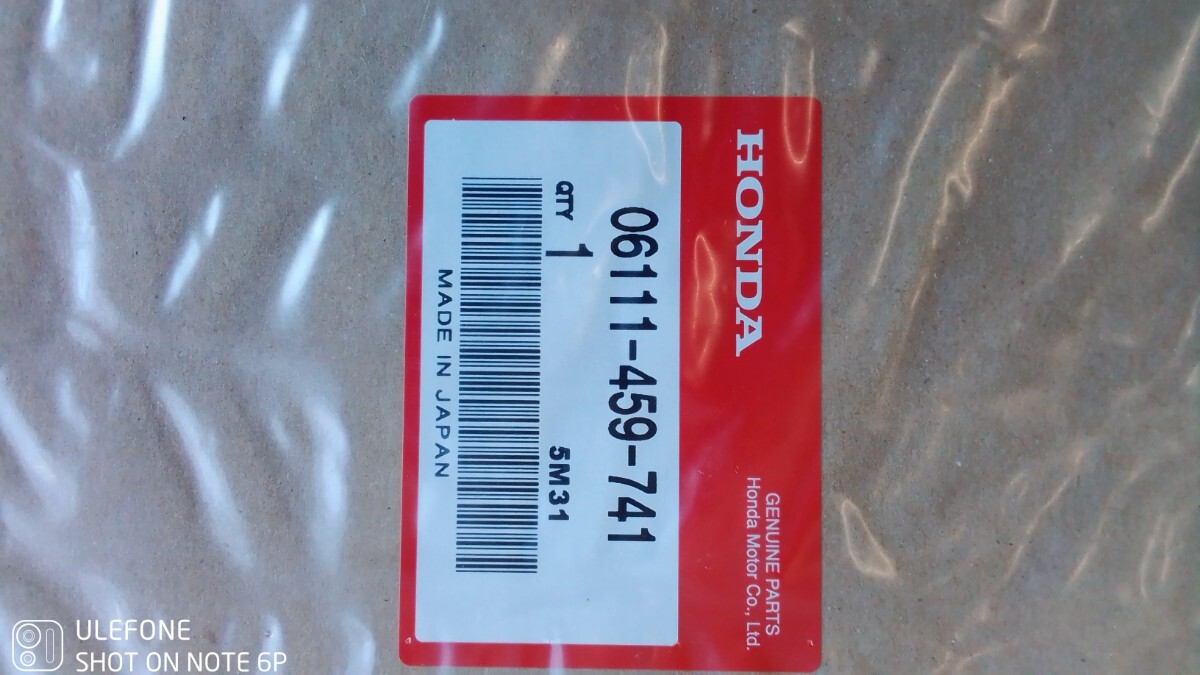 HONDA
GENUINE PARTS
Honda Motor Co., Ltd.
06111-459-741
QTY 1
5M31
MADE IN JAPAN
ULEFONE
SHOT ON NOTE 6P